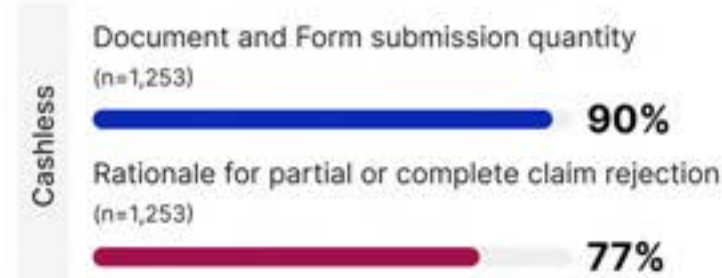 Cashless
Document and Form submission quantity
(n=1,253)
90%
Rationale for partial or complete claim rejection
(n=1,253)
77%